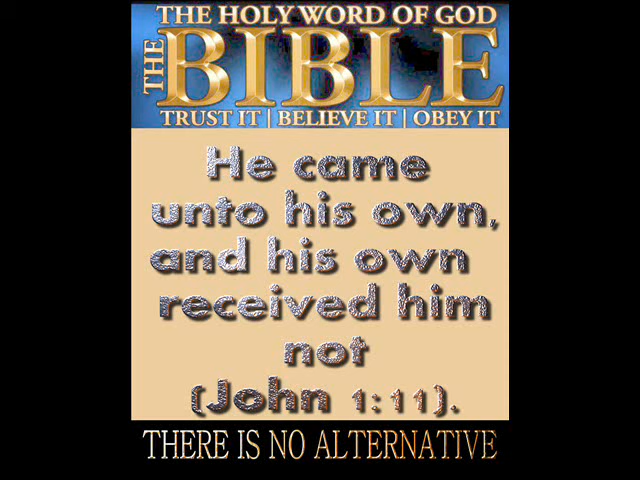 THE HOLY WORD OF GOD
THE BIBLE
TRUST IT | BELIEVE IT | OBEY IT
He came
unto his own,
and his own
received him
not
(John 1:11).
THERE IS NO ALTERNATIVE